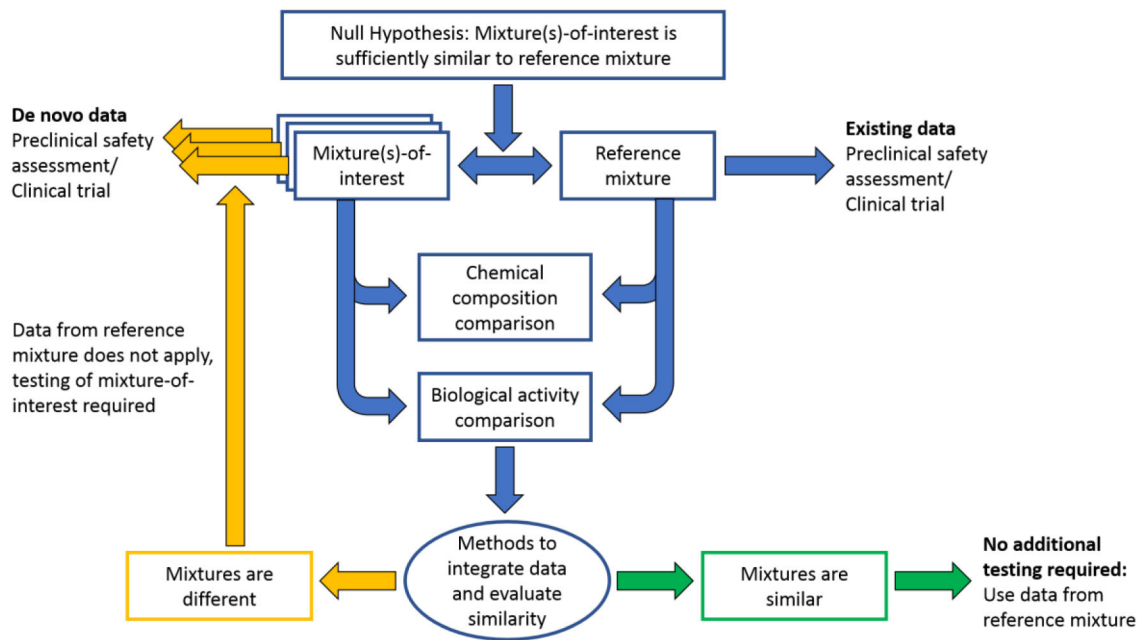 Null Hypothesis: Mixture(s)-of-interest is
sufficiently similar to reference mixture
De novo data
Preclinical safety
assessment/
Clinical trial
Mixture(s)-of-
interest
Reference
mixture
Existing data
Preclinical safety
assessment/
Clinical trial
Chemical
composition
comparison
Data from reference
mixture does not apply,
testing of mixture-of-
interest required
Biological activity
comparison
Mixtures are
different
Methods to
integrate data
and evaluate
similarity
Mixtures are
similar
No additional
testing required:
Use data from
reference mixture